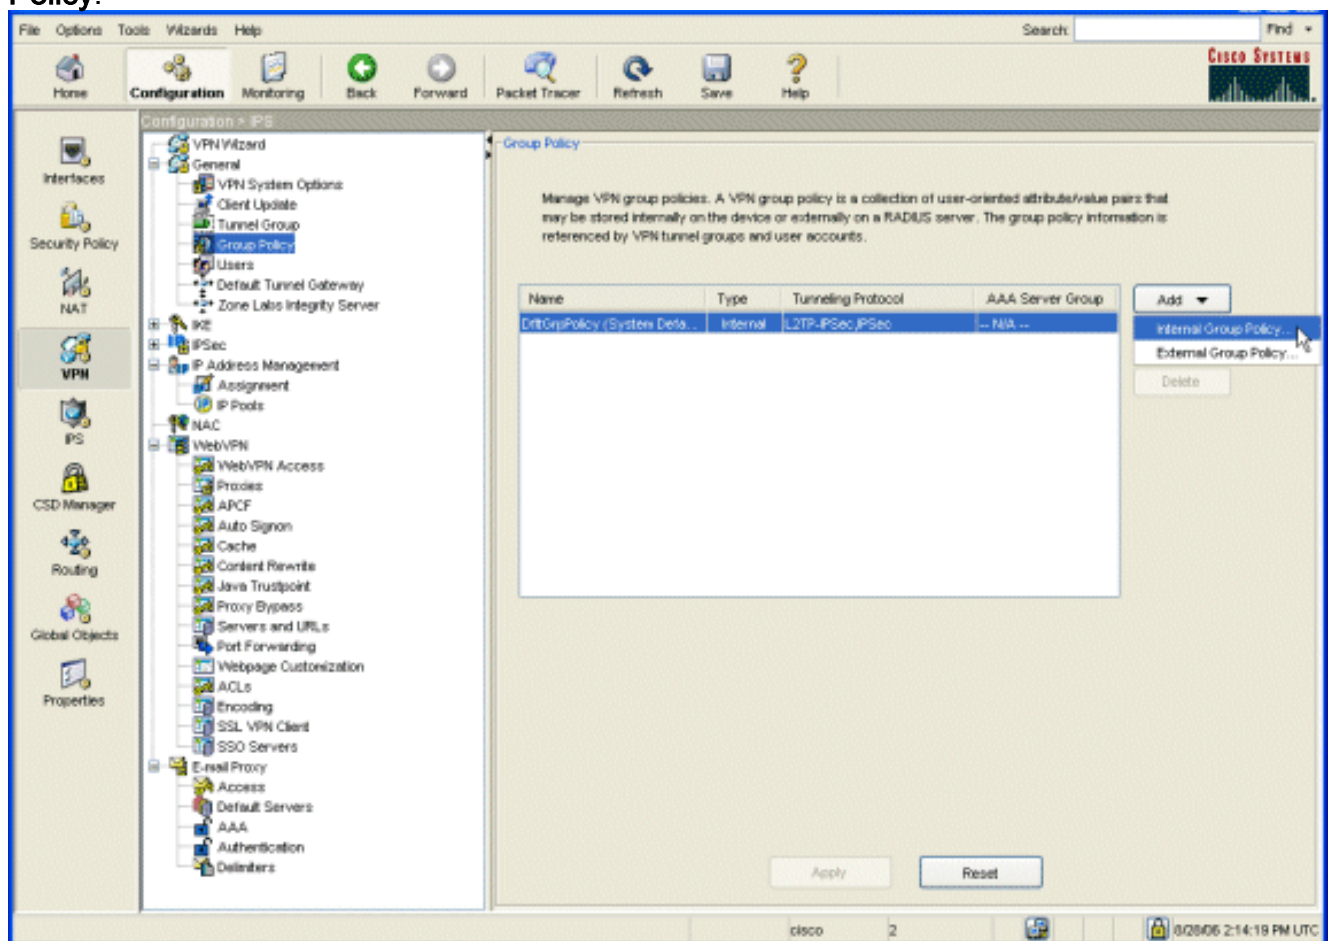 Policy.
File Options Tools Wizards Help Search: Find
Home Configuration Monitoring Back Forward Packet Tracer Refresh Save Help
CISCO SYSTEMS
Configuration > IPS
Interfaces
Security Policy
NAT
VPN
IPS
CSD Manager
Routing
Global Objects
Properties
VPN Wizard
General
VPN System Options
Client Update
Tunnel Group
Group Policy
Users
Default Tunnel Gateway
Zone Labs Integrity Server
IKE
IPSec
IP Address Management
Assignment
IP Pools
NAC
WebVPN
WebVPN Access
Proxies
APCF
Auto Signon
Cache
Content Rewrite
Java Trustpoint
Proxy Bypass
Servers and URLs
Port Forwarding
Webpage Customization
ACLs
Encoding
SSL VPN Client
SSO Servers
E-mail Proxy
Access
Default Servers
AAA
Authentication
Delimiters
Group Policy
Manage VPN group policies. A VPN group policy is a collection of user-oriented attribute/value pairs that
may be stored internally on the device or externally on a RADIUS server. The group policy information is
referenced by VPN tunnel groups and user accounts.
Name Type Tunneling Protocol AAA Server Group
DfltGrpPolicy (System Defa... Internal L2TP-IPSec,IPSec -- N/A --
Add
Internal Group Policy...
External Group Policy...
Delete
Apply Reset
cisco 2 8/28/06 2:14:19 PM UTC